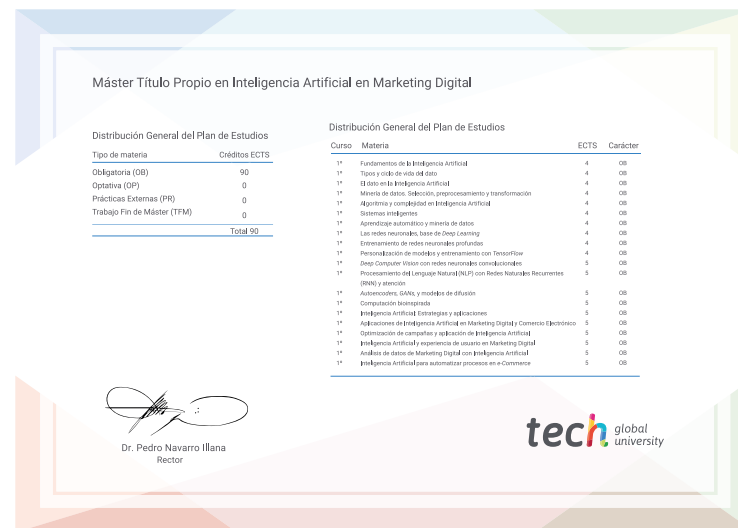 Máster Título Propio en Inteligencia Artificial en Marketing Digital
Distribución General del Plan de Estudios
Tipo de materia Créditos ECTS
Obligatoria (OB) 90
Optativa (OP) 0
Prácticas Externas (PR) 0
Trabajo Fin de Máster (TFM) 0
Total 90
Distribución General del Plan de Estudios
Curso Materia ECTS Carácter
1º Fundamentos de la Inteligencia Artificial 4 OB
1º Tipos y ciclo de vida del dato 4 OB
1º El dato en la Inteligencia Artificial 4 OB
1º Minería de datos. Selección, preprocesamiento y transformación 4 OB
1º Algoritmia y complejidad en Inteligencia Artificial 4 OB
1º Sistemas inteligentes 4 OB
1º Aprendizaje automático y minería de datos 4 OB
1º Las redes neuronales, base de Deep Learning 4 OB
1º Entrenamiento de redes neuronales profundas 4 OB
1º Personalización de modelos y entrenamiento con TensorFlow 4 OB
1º Deep Computer Vision con redes neuronales convolucionales 5 OB
1º Procesamiento del Lenguaje Natural (NLP) con Redes Naturales Recurrentes 5 OB
(RNN) y atención
1º Autoencoders, GANs, y modelos de difusión 5 OB
1º Computación bioinspirada 5 OB
1º Inteligencia Artificial: Estrategias y aplicaciones 5 OB
1º Aplicaciones de Inteligencia Artificial en Marketing Digital y Comercio Electrónico 5 OB
1º Optimización de campañas y aplicación de Inteligencia Artificial 5 OB
1º Inteligencia Artificial y experiencia de usuario en Marketing Digital 5 OB
1º Análisis de datos de Marketing Digital con Inteligencia Artificial 5 OB
1º Inteligencia Artificial para automatizar procesos en e-Commerce 5 OB
Dr. Pedro Navarro Illana
Rector
tech global
university